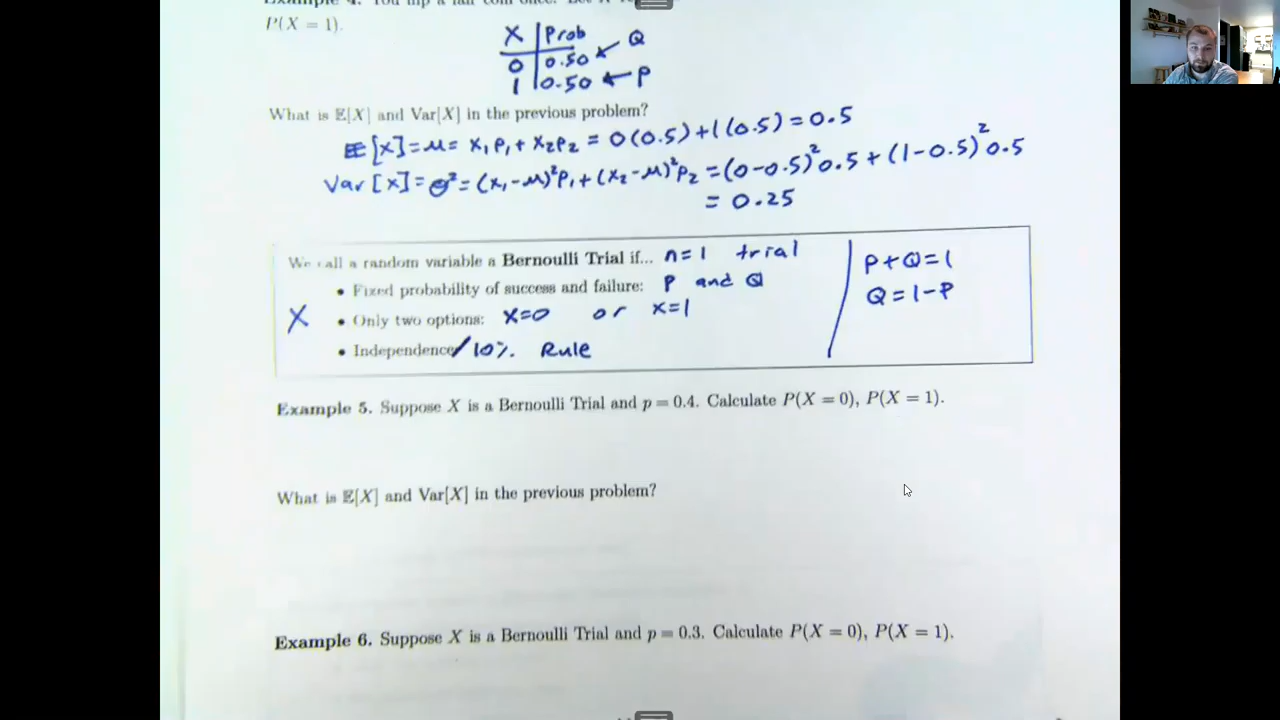 P(X = 1).
X | Prob
0 | 0.50 ← Q
1 | 0.50 ← P
What is 𝔼[X] and Var[X] in the previous problem?
𝔼[X] = μ = x₁p₁ + x₂p₂ = 0(0.5) + 1(0.5) = 0.5
Var[X] = σ² = (x₁-μ)²p₁ + (x₂-μ)²p₂ = (0-0.5)²0.5 + (1-0.5)²0.5
= 0.25
We call a random variable a Bernoulli Trial if... n=1 trial
• Fixed probability of success and failure: P and Q
X • Only two options: x=0 or x=1
• Independence/10% Rule
P+Q=1
Q=1-P
Example 5. Suppose X is a Bernoulli Trial and p = 0.4. Calculate P(X = 0), P(X = 1).
What is 𝔼[X] and Var[X] in the previous problem?
Example 6. Suppose X is a Bernoulli Trial and p = 0.3. Calculate P(X = 0), P(X = 1).